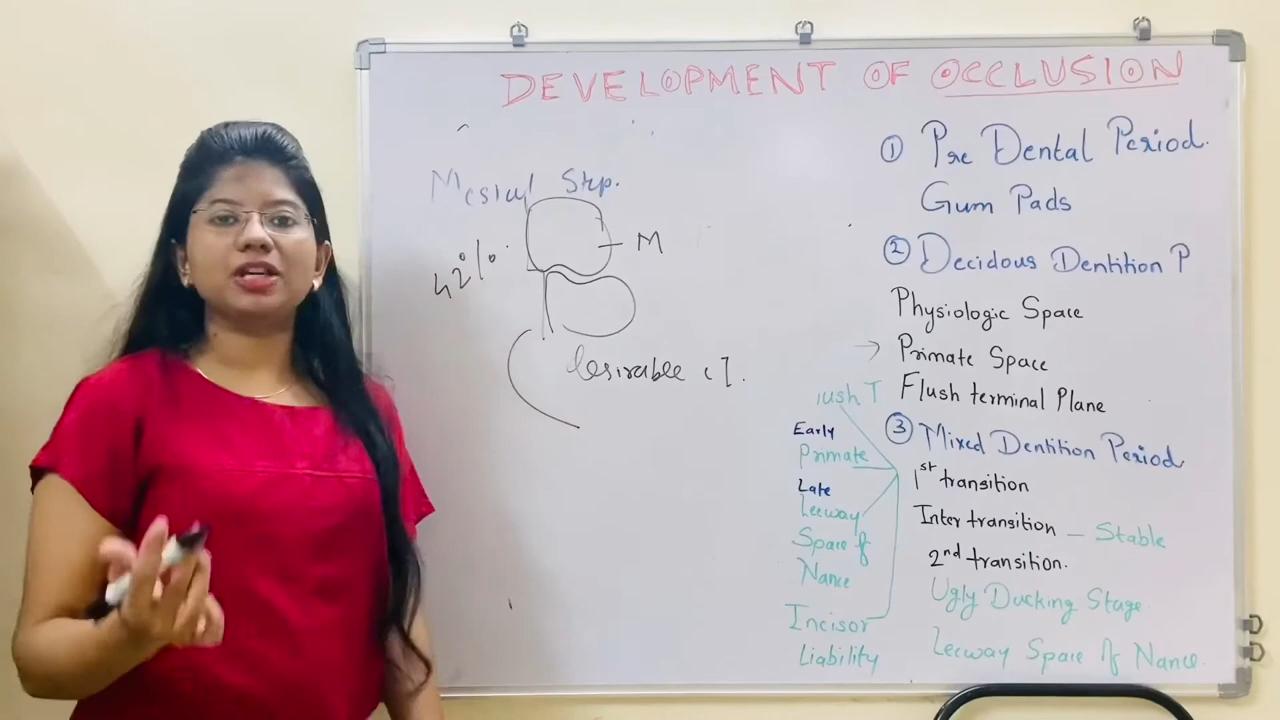 DEVELOPMENT OF OCCLUSION
Mesial Step.
42%.
M
desirable cI.
① Pre Dental Period.
Gum Pads
② Decidous Dentition P
Physiologic Space
→ Primate Space
Flush terminal Plane
③ Mixed Dentition Period
1st transition
Inter transition – Stable
2nd transition.
Ugly Ducking Stage
Leeway Space of Nance.
lush T
Early
Primate
Late
Leeway
Space of
Nance
Incisor
Liability